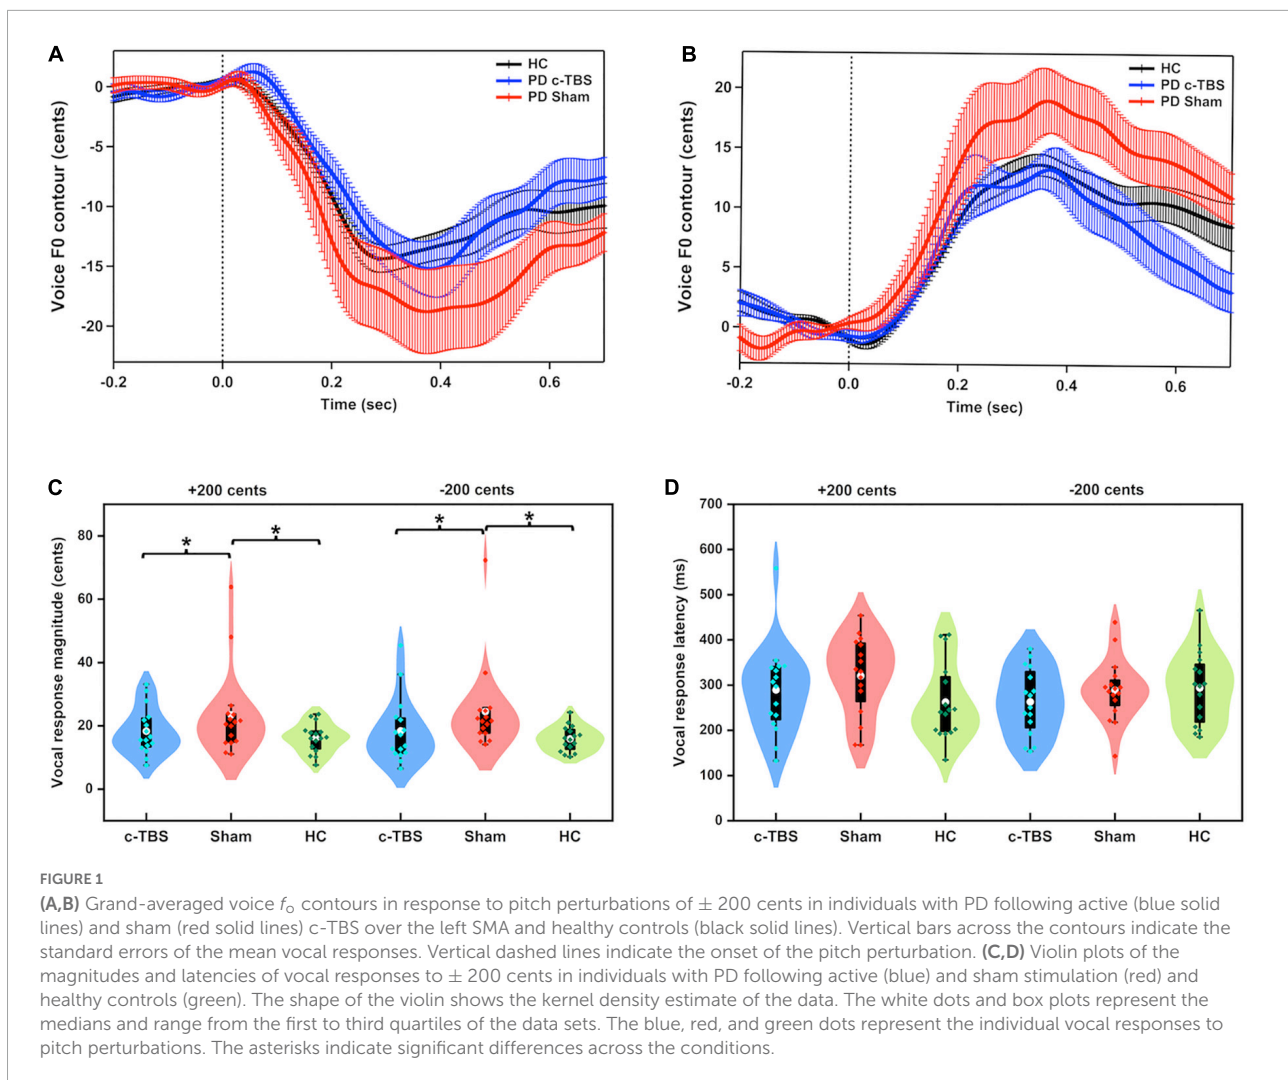 A
HC
PD c-TBS
PD Sham
Voice F0 contour (cents)
0
-5
-10
-15
-20
-0.2 0.0 0.2 0.4 0.6
Time (sec)
B
HC
PD c-TBS
PD Sham
Voice F0 contour (cents)
20
15
10
5
0
-0.2 0.0 0.2 0.4 0.6
Time (sec)
C
+200 cents -200 cents
* * * *
Vocal response magnitude (cents)
80
60
40
20
0
c-TBS Sham HC c-TBS Sham HC
D
+200 cents -200 cents
Vocal response latency (ms)
700
600
500
400
300
200
100
0
c-TBS Sham HC c-TBS Sham HC
FIGURE 1
(A,B) Grand-averaged voice fo contours in response to pitch perturbations of ± 200 cents in individuals with PD following active (blue solid
lines) and sham (red solid lines) c-TBS over the left SMA and healthy controls (black solid lines). Vertical bars across the contours indicate the
standard errors of the mean vocal responses. Vertical dashed lines indicate the onset of the pitch perturbation. (C,D) Violin plots of the
magnitudes and latencies of vocal responses to ± 200 cents in individuals with PD following active (blue) and sham stimulation (red) and
healthy controls (green). The shape of the violin shows the kernel density estimate of the data. The white dots and box plots represent the
medians and range from the first to third quartiles of the data sets. The blue, red, and green dots represent the individual vocal responses to
pitch perturbations. The asterisks indicate significant differences across the conditions.